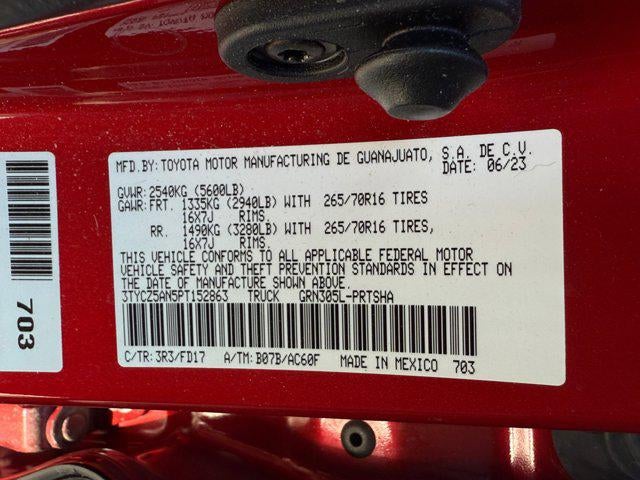 MFD.BY: TOYOTA MOTOR MANUFACTURING DE GUANAJUATO, S.A. DE C.V.
DATE: 06/23
GVWR: 2540KG (5600LB)
GAWR: FRT. 1335KG (2940LB) WITH 265/70R16 TIRES
16X7J RIMS.
RR. 1490KG (3280LB) WITH 265/70R16 TIRES,
16X7J RIMS.
THIS VEHICLE CONFORMS TO ALL APPLICABLE FEDERAL MOTOR
VEHICLE SAFETY AND THEFT PREVENTION STANDARDS IN EFFECT ON
THE DATE OF MANUFACTURE SHOWN ABOVE.
3TYCZ5AN5PT152863 TRUCK GRN305L-PRTSHA
C/TR: 3R3/FD17 A/TM: B07B/AC60F MADE IN MEXICO 703
703